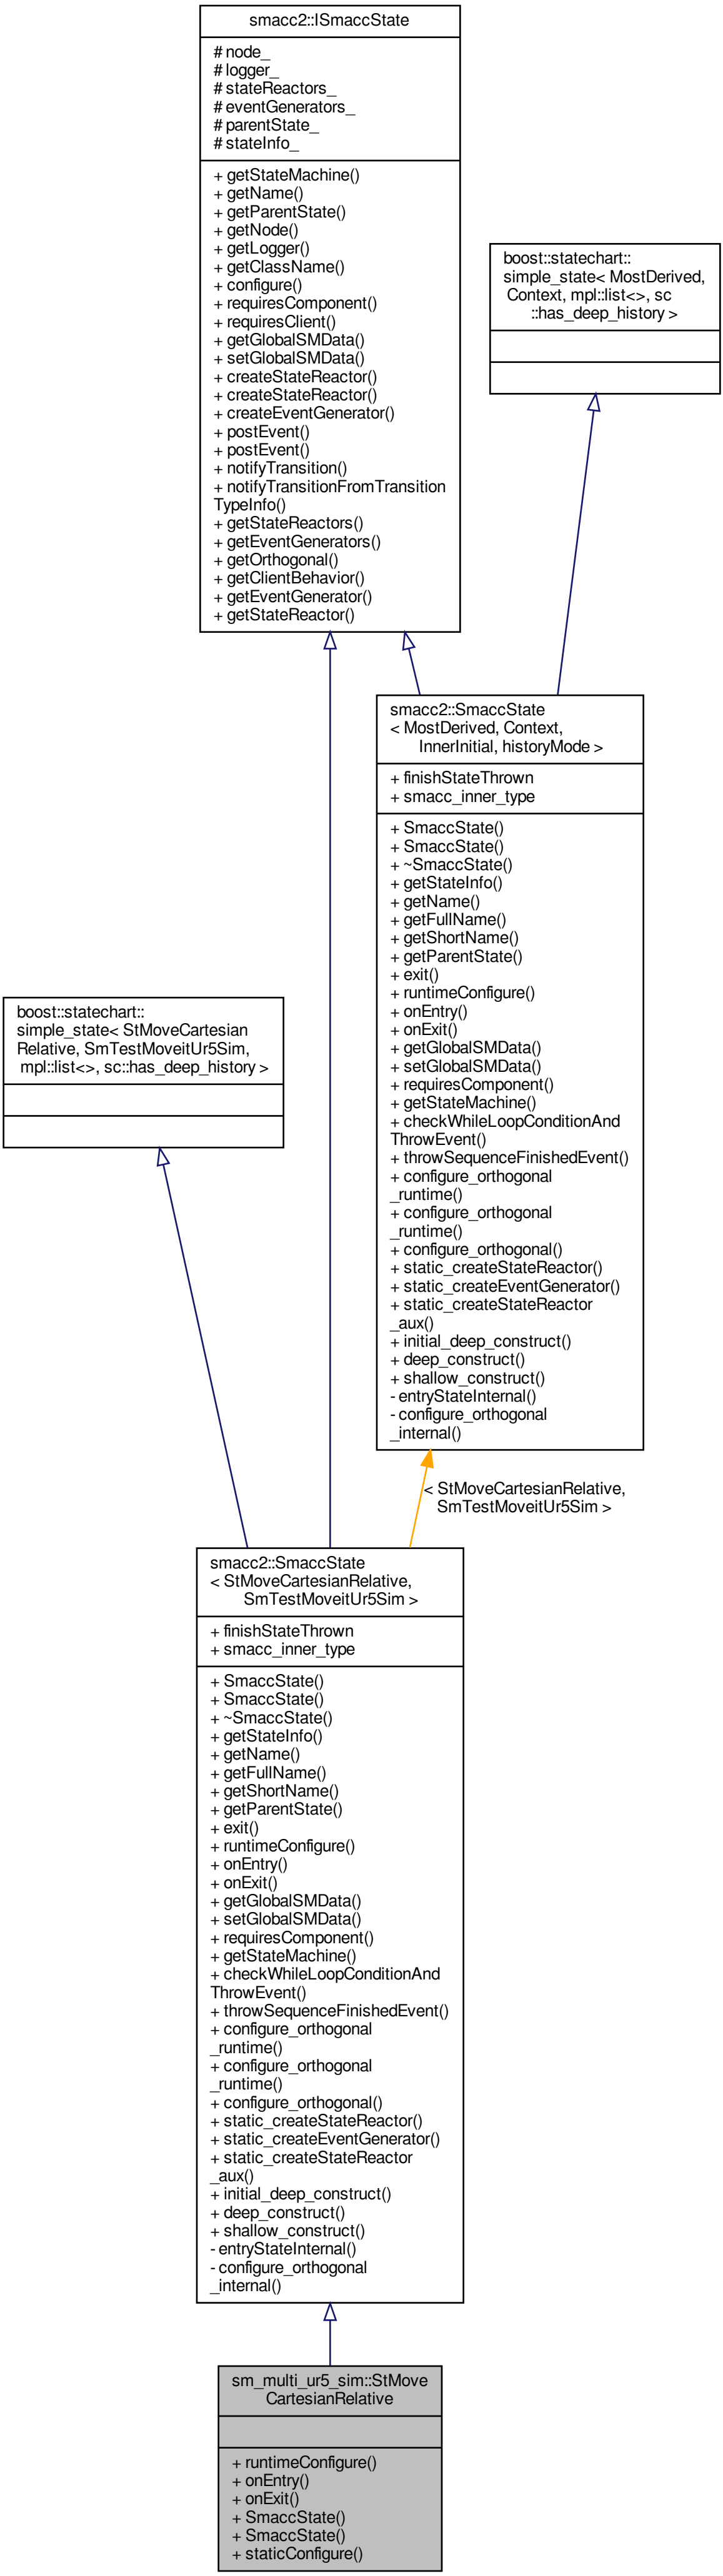 smacc2::ISmaccState
# node_
# logger_
# stateReactors_
# eventGenerators_
# parentState_
# stateInfo_
+ getStateMachine()
+ getName()
+ getParentState()
+ getNode()
+ getLogger()
+ getClassName()
+ configure()
+ requiresComponent()
+ requiresClient()
+ getGlobalSMData()
+ setGlobalSMData()
+ createStateReactor()
+ createStateReactor()
+ createEventGenerator()
+ postEvent()
+ postEvent()
+ notifyTransition()
+ notifyTransitionFromTransition
TypeInfo()
+ getStateReactors()
+ getEventGenerators()
+ getOrthogonal()
+ getClientBehavior()
+ getEventGenerator()
+ getStateReactor()
boost::statechart::
simple_state< MostDerived,
Context, mpl::list<>, sc
::has_deep_history >
smacc2::SmaccState
< MostDerived, Context,
InnerInitial, historyMode >
+ finishStateThrown
+ smacc_inner_type
+ SmaccState()
+ SmaccState()
+ ~SmaccState()
+ getStateInfo()
+ getName()
+ getFullName()
+ getShortName()
+ getParentState()
+ exit()
+ runtimeConfigure()
+ onEntry()
+ onExit()
+ getGlobalSMData()
+ setGlobalSMData()
+ requiresComponent()
+ getStateMachine()
+ checkWhileLoopConditionAnd
ThrowEvent()
+ throwSequenceFinishedEvent()
+ configure_orthogonal
_runtime()
+ configure_orthogonal
_runtime()
+ configure_orthogonal()
+ static_createStateReactor()
+ static_createEventGenerator()
+ static_createStateReactor
_aux()
+ initial_deep_construct()
+ deep_construct()
+ shallow_construct()
- entryStateInternal()
- configure_orthogonal
_internal()
boost::statechart::
simple_state< StMoveCartesian
Relative, SmTestMoveitUr5Sim,
mpl::list<>, sc::has_deep_history >
< StMoveCartesianRelative,
SmTestMoveitUr5Sim >
smacc2::SmaccState
< StMoveCartesianRelative,
SmTestMoveitUr5Sim >
+ finishStateThrown
+ smacc_inner_type
+ SmaccState()
+ SmaccState()
+ ~SmaccState()
+ getStateInfo()
+ getName()
+ getFullName()
+ getShortName()
+ getParentState()
+ exit()
+ runtimeConfigure()
+ onEntry()
+ onExit()
+ getGlobalSMData()
+ setGlobalSMData()
+ requiresComponent()
+ getStateMachine()
+ checkWhileLoopConditionAnd
ThrowEvent()
+ throwSequenceFinishedEvent()
+ configure_orthogonal
_runtime()
+ configure_orthogonal
_runtime()
+ configure_orthogonal()
+ static_createStateReactor()
+ static_createEventGenerator()
+ static_createStateReactor
_aux()
+ initial_deep_construct()
+ deep_construct()
+ shallow_construct()
- entryStateInternal()
- configure_orthogonal
_internal()
sm_multi_ur5_sim::StMove
CartesianRelative
+ runtimeConfigure()
+ onEntry()
+ onExit()
+ SmaccState()
+ SmaccState()
+ staticConfigure()